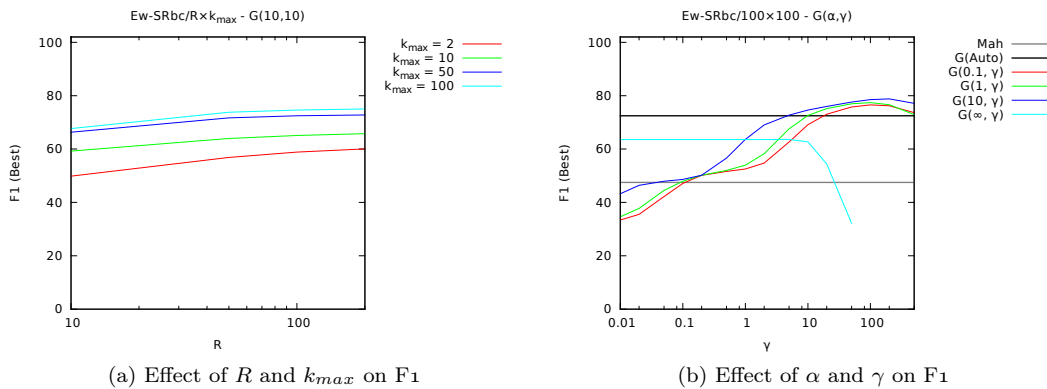 Ew-SRbc/R×kmax - G(10,10)
F1 (Best)
100
80
60
40
20
0
10
100
R
kmax = 2
kmax = 10
kmax = 50
kmax = 100
(a) Effect of R and kmax on F1
Ew-SRbc/100×100 - G(α,γ)
F1 (Best)
100
80
60
40
20
0
0.01
0.1
1
10
100
γ
Mah
G(Auto)
G(0.1, γ)
G(1, γ)
G(10, γ)
G(∞, γ)
(b) Effect of α and γ on F1